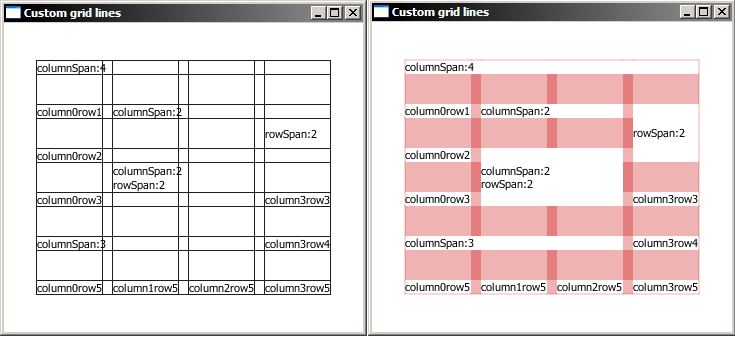 Custom grid lines
columnSpan:4
column0row1 columnSpan:2
rowSpan:2
column0row2
columnSpan:2
rowSpan:2
column0row3 column3row3
columnSpan:3 column3row4
column0row5 column1row5 column2row5 column3row5
Custom grid lines
columnSpan:4
column0row1 columnSpan:2
rowSpan:2
column0row2
columnSpan:2
rowSpan:2
column0row3 column3row3
columnSpan:3 column3row4
column0row5 column1row5 column2row5 column3row5